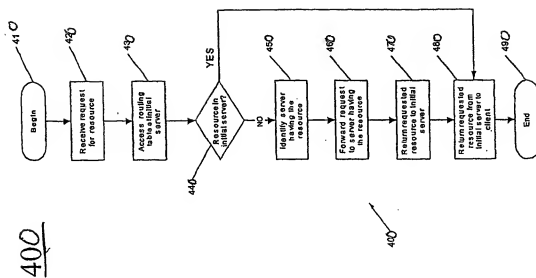 400
Begin
410
Receive request
for resource
420
Access routing
table at initial
server
430
Resource in
initial server?
440
YES
NO
Identify server
having the
resource
450
Forward request
to server having
the resource
460
Return requested
resource to initial
server
470
Return requested
resource from
initial server to
client
480
End
490
400